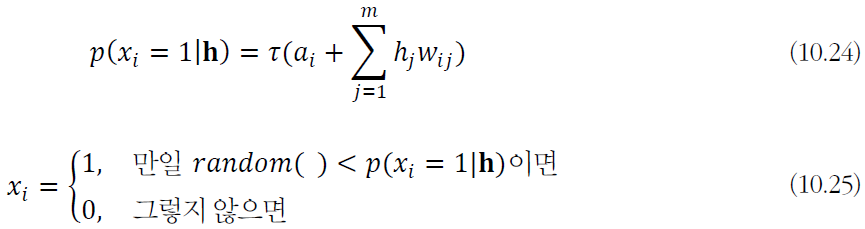 p(x_i = 1|h) = τ(a_i + ∑_{j=1}^{m} h_j w_{ij}) (10.24)
x_i = { 1, 만일 random( ) < p(x_i = 1|h)이면
0, 그렇지 않으면 (10.25)